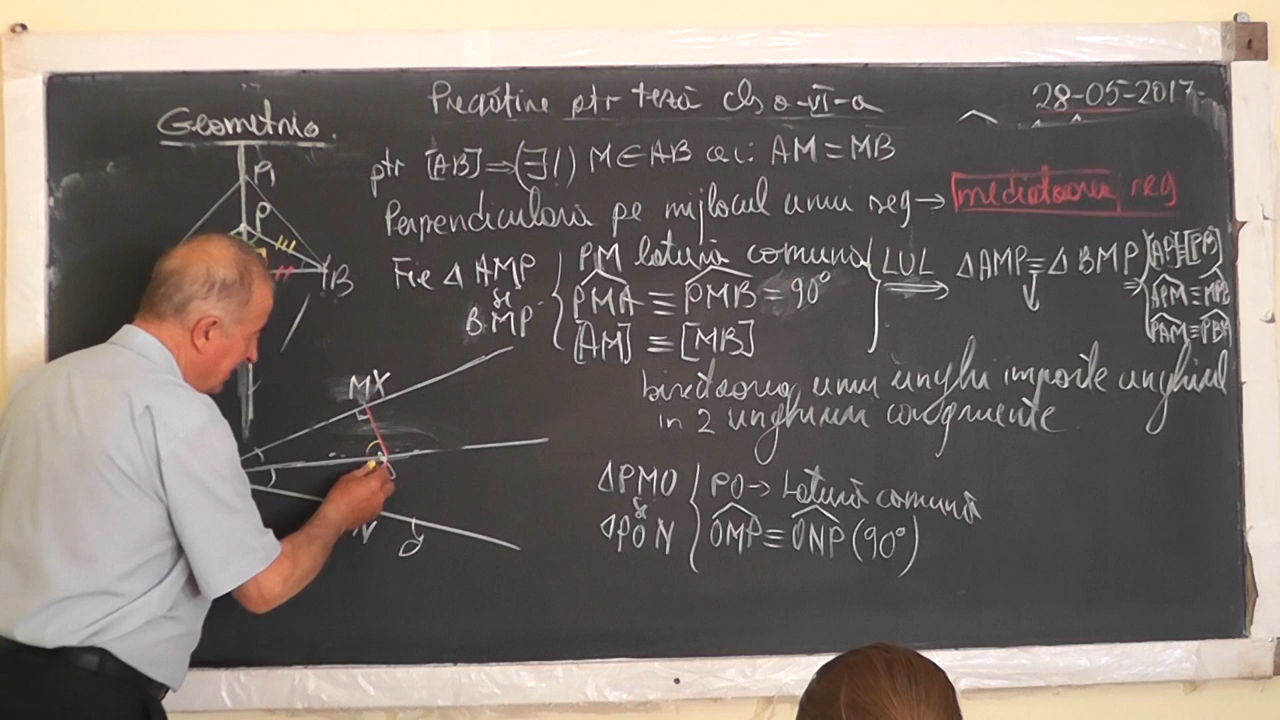 Pregătire ptr teză cls a-VI-a
28-05-2017
Geometrie.
ptr [AB] ⇒ (∃!) M ∈ AB a.i: AM = MB
Perpendiculara pe mijlocul unui seg → mediatoarea seg
P1
P
B
Fie Δ AMP
și
BMP
PM latură comună
PMA ≡ PMB = 90°
[AM] ≡ [MB]
LUL
⇒
ΔAMP ≡ Δ BMP
⇒
[AP]≡[PB]
APM ≡ MPB
PAM ≡ PBM
MX
bisectoarea unui unghi împarte unghiul
în 2 unghiuri congruente
ΔPMO
și
ΔPON
PO → Latură comună
OMP ≡ ONP (90°)